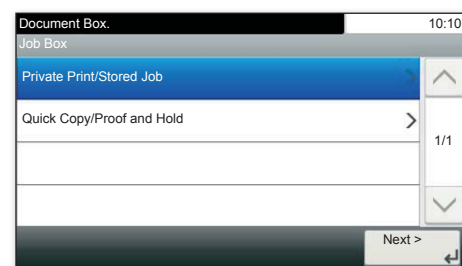 Document Box. 10:10
Job Box
Private Print/Stored Job
Quick Copy/Proof and Hold
1/1
Next >